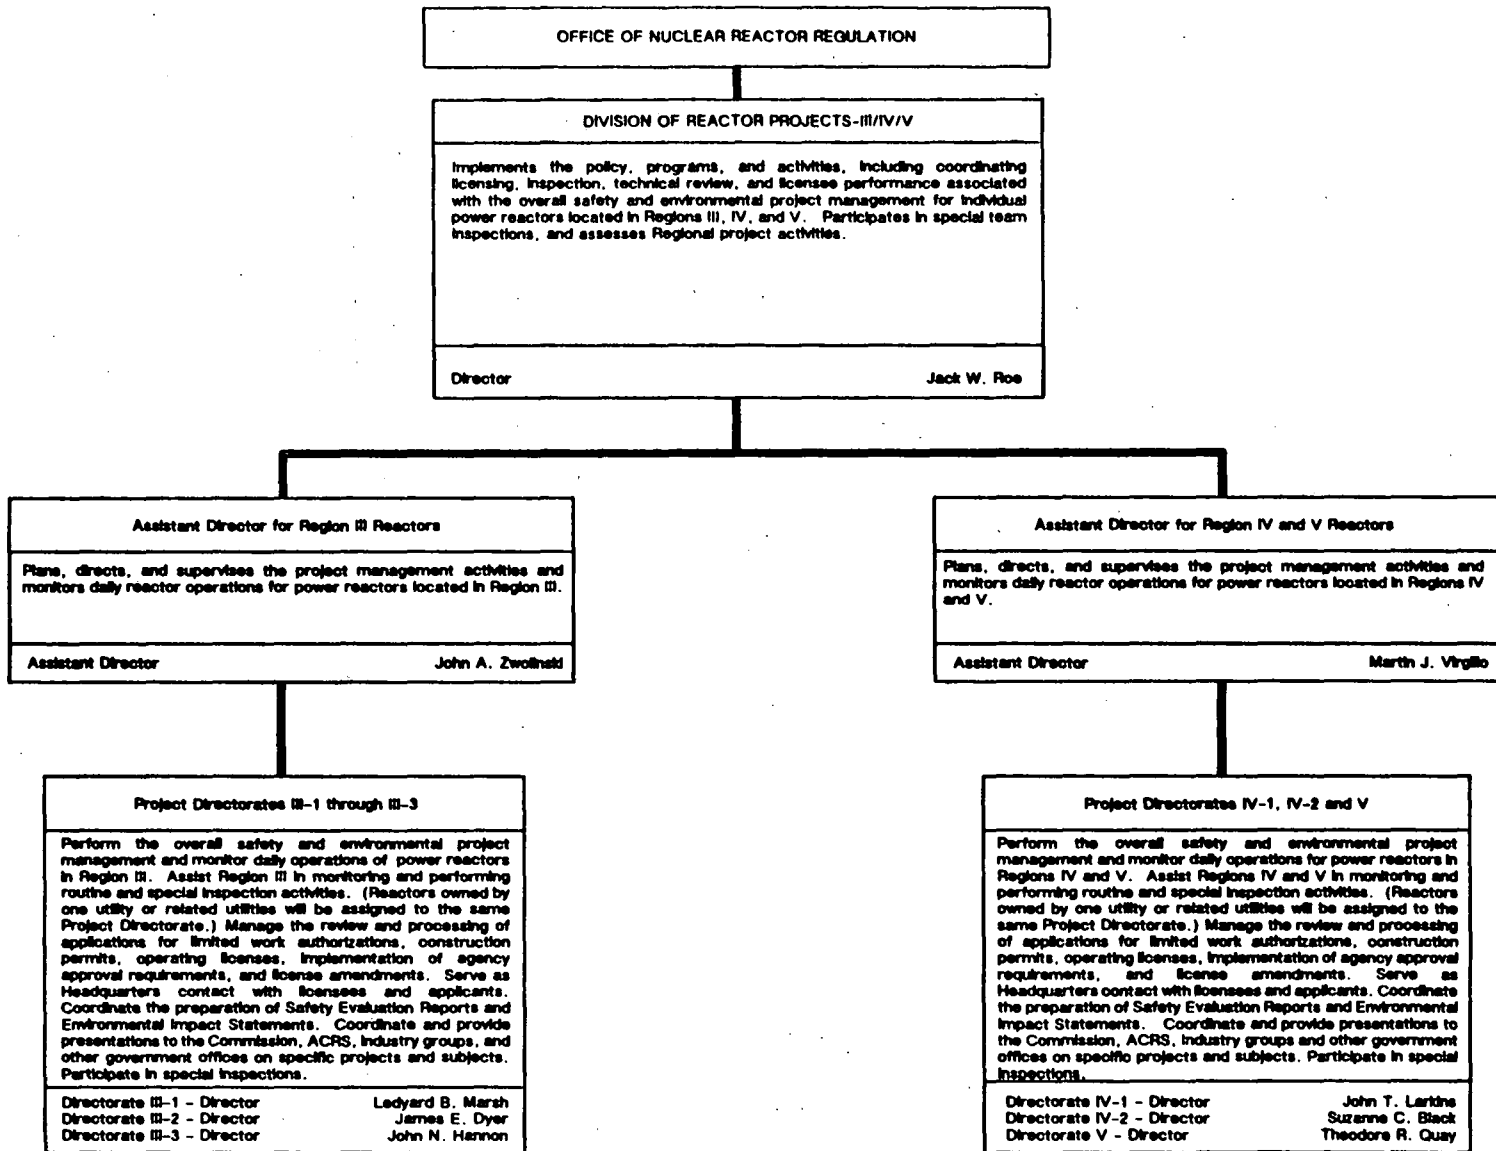 OFFICE OF NUCLEAR REACTOR REGULATION
DIVISION OF REACTOR PROJECTS-III/IV/V
Implements the policy, programs, and activities, including coordinating
licensing, inspection, technical review, and licensee performance associated
with the overall safety and environmental project management for individual
power reactors located in Regions III, IV, and V. Participates in special team
inspections, and assesses Regional project activities.
Director Jack W. Roe
Assistant Director for Region III Reactors
Plans, directs, and supervises the project management activities and
monitors daily reactor operations for power reactors located in Region III.
Assistant Director John A. Zwolinski
Assistant Director for Region IV and V Reactors
Plans, directs, and supervises the project management activities and
monitors daily reactor operations for power reactors located in Regions IV
and V.
Assistant Director Martin J. Virgilio
Project Directorates III-1 through III-3
Perform the overall safety and environmental project
management and monitor daily operations of power reactors
in Region III. Assist Region III in monitoring and performing
routine and special inspection activities. (Reactors owned by
one utility or related utilities will be assigned to the same
Project Directorate.) Manage the review and processing of
applications for limited work authorizations, construction
permits, operating licenses, implementation of agency
approval requirements, and license amendments. Serve as
Headquarters contact with licensees and applicants.
Coordinate the preparation of Safety Evaluation Reports and
Environmental Impact Statements. Coordinate and provide
presentations to the Commission, ACRS, industry groups, and
other government offices on specific projects and subjects.
Participate in special inspections.
Directorate III-1 - Director Ledyard B. Marsh
Directorate III-2 - Director James E. Dyer
Directorate III-3 - Director John N. Hannon
Project Directorates IV-1, IV-2 and V
Perform the overall safety and environmental project
management and monitor daily operations for power reactors in
Regions IV and V. Assist Regions IV and V in monitoring and
performing routine and special inspection activities. (Reactors
owned by one utility or related utilities will be assigned to the
same Project Directorate.) Manage the review and processing
of applications for limited work authorizations, construction
permits, operating licenses, implementation of agency approval
requirements, and license amendments. Serve as
Headquarters contact with licensees and applicants. Coordinate
the preparation of Safety Evaluation Reports and Environmental
Impact Statements. Coordinate and provide presentations to
the Commission, ACRS, industry groups and other government
offices on specific projects and subjects. Participate in special
inspections.
Directorate IV-1 - Director John T. Larkins
Directorate IV-2 - Director Suzanne C. Black
Directorate V - Director Theodore R. Quay